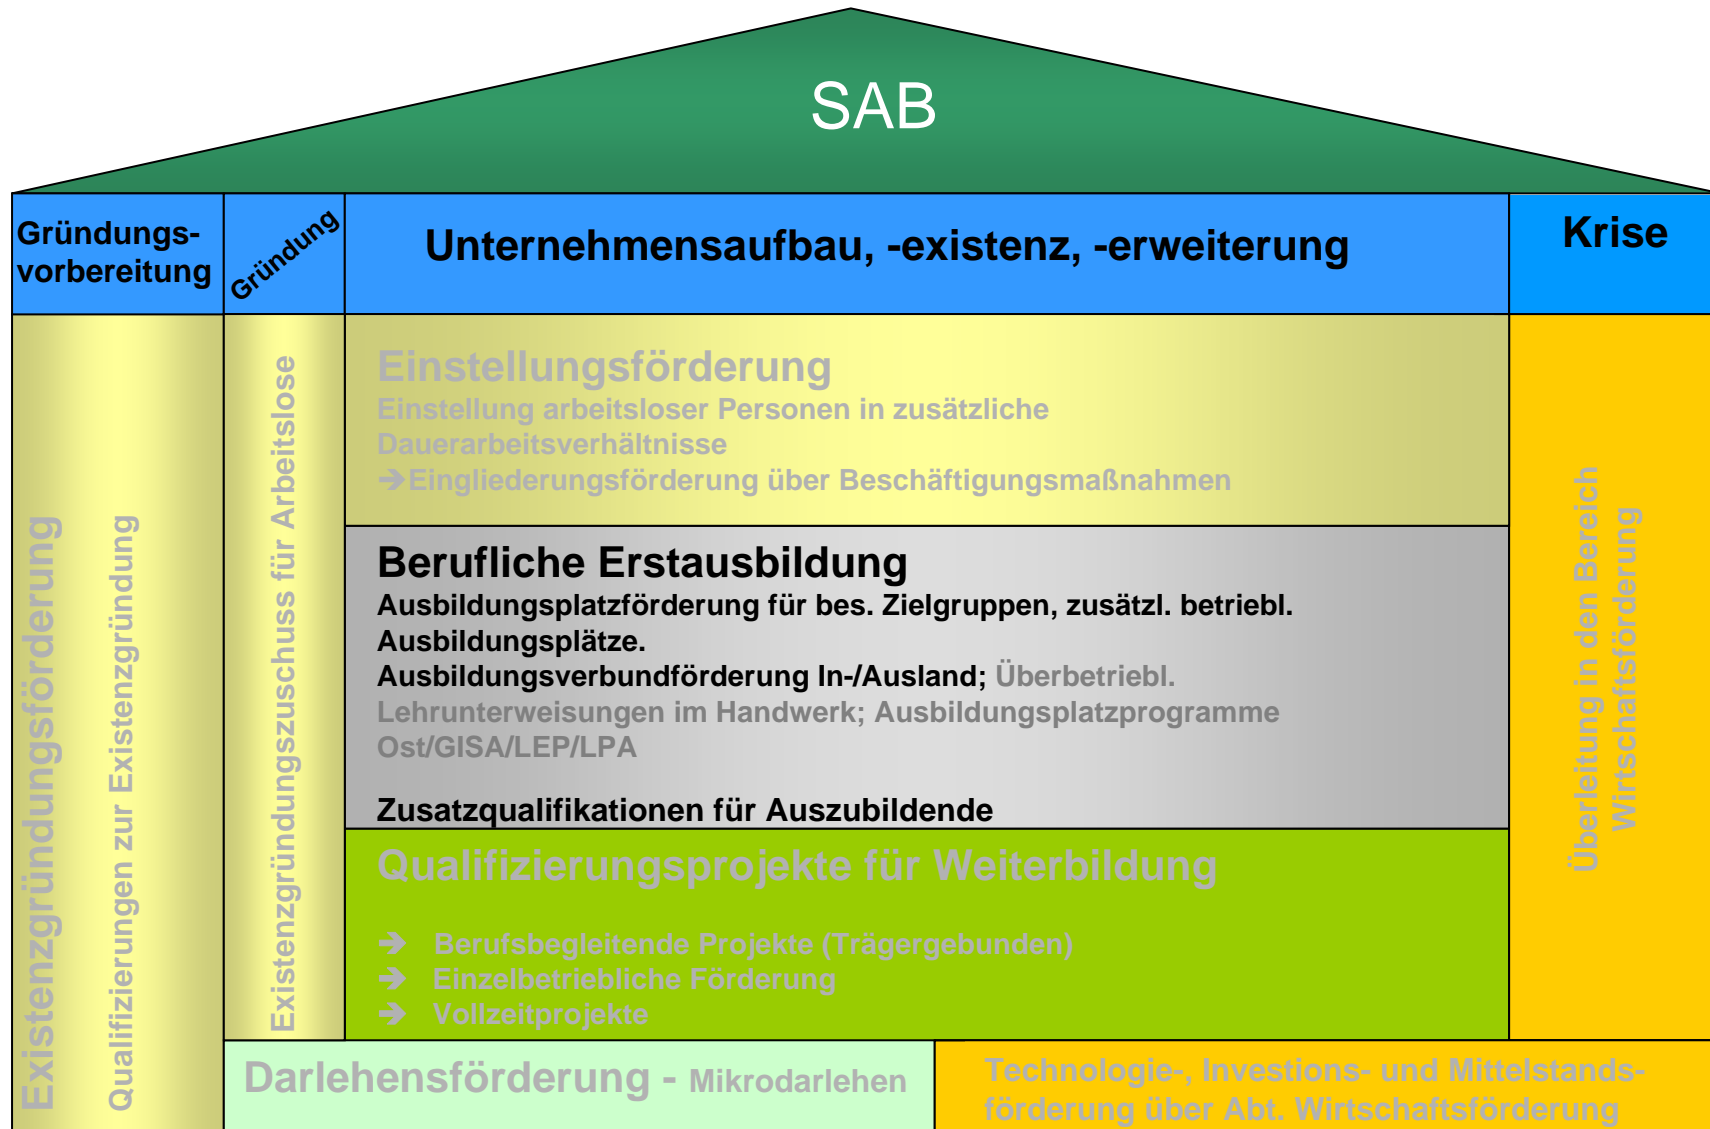 SAB
Gründungs-
vorbereitung
Gründung
Unternehmensaufbau, -existenz, -erweiterung
Krise
Existenzgründungsförderung
Qualifizierungen zur Existenzgründung
Existenzgründungszuschuss für Arbeitslose
Einstellungsförderung
Einstellung arbeitsloser Personen in zusätzliche
Dauerarbeitsverhältnisse
➔Eingliederungsförderung über Beschäftigungsmaßnahmen
Berufliche Erstausbildung
Ausbildungsplatzförderung für bes. Zielgruppen, zusätzl. betriebl.
Ausbildungsplätze.
Ausbildungsverbundförderung In-/Ausland; Überbetriebl.
Lehrunterweisungen im Handwerk; Ausbildungsplatzprogramme
Ost/GISA/LEP/LPA
Zusatzqualifikationen für Auszubildende
Qualifizierungsprojekte für Weiterbildung
➔ Berufsbegleitende Projekte (Trägergebunden)
➔ Einzelbetriebliche Förderung
➔ Vollzeitprojekte
Überleitung in den Bereich
Wirtschaftsförderung
Darlehensförderung - Mikrodarlehen
Technologie-, Investions- und Mittelstands-
förderung über Abt. Wirtschaftsförderung